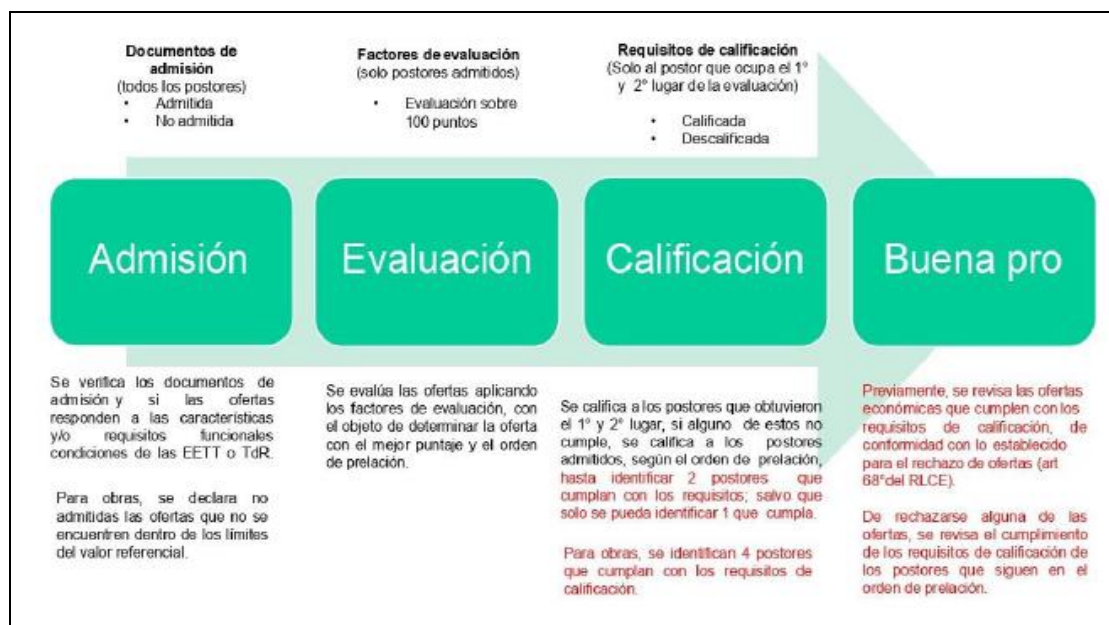 Documentos de
admisión
(todos los postores)
• Admitida
• No admitida
Factores de evaluación
(solo postores admitidos)
• Evaluación sobre
100 puntos
Requisitos de calificación
(Solo al postor que ocupa el 1°
y 2° lugar de la evaluación)
• Calificada
• Descalificada
Admisión
Evaluación
Calificación
Buena pro
Se verifica los documentos de
admisión y si las ofertas
responden a las características
y/o requisitos funcionales
condiciones de las EETT o TdR.
Para obras, se declara no
admitidas las ofertas que no se
encuentren dentro de los límites
del valor referencial.
Se evalúa las ofertas aplicando
los factores de evaluación, con
el objeto de determinar la oferta
con el mejor puntaje y el orden
de prelación.
Se califica a los postores que obtuvieron
el 1° y 2° lugar, si alguno de estos no
cumple, se califica a los postores
admitidos, según el orden de prelación,
hasta identificar 2 postores que
cumplan con los requisitos; salvo que
solo se pueda identificar 1 que cumpla.
Para obras, se identifican 4 postores
que cumplan con los requisitos de
calificación.
Previamente, se revisa las ofertas
económicas que cumplen con los
requisitos de calificación, de
conformidad con lo establecido
para el rechazo de ofertas (art
68°del RLCE).
De rechazarse alguna de las
ofertas, se revisa el cumplimiento
de los requisitos de calificación de
los postores que siguen en el
orden de prelación.